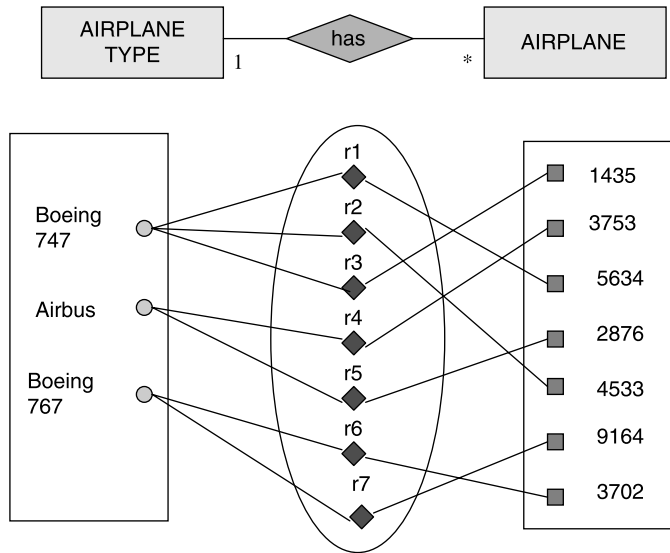 AIRPLANE
TYPE
1
has
*
AIRPLANE
Boeing
747
Airbus
Boeing
767
r1
r2
r3
r4
r5
r6
r7
1435
3753
5634
2876
4533
9164
3702